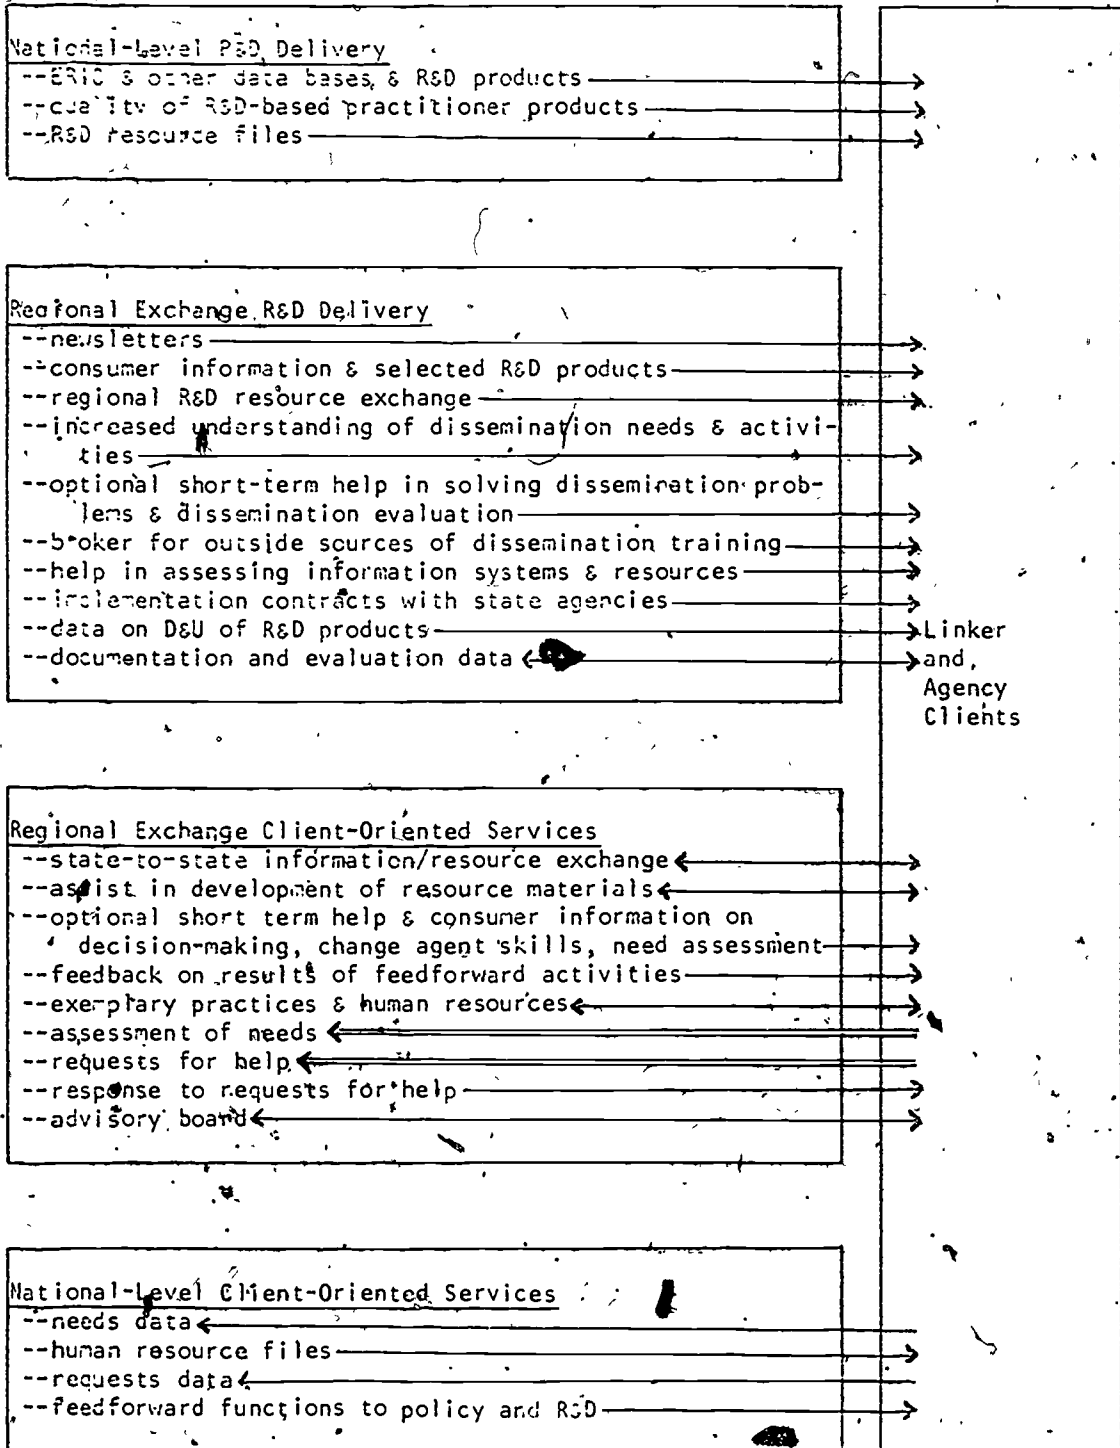 National-Level R&D Delivery
--ERIC & other data bases, & R&D products
--quality of R&D-based practitioner products
--R&D resource files
Regional Exchange R&D Delivery
--newsletters
--consumer information & selected R&D products
--regional R&D resource exchange
--increased understanding of dissemination needs & activi-
ties
--optional short-term help in solving dissemination prob-
lems & dissemination evaluation
--broker for outside sources of dissemination training
--help in assessing information systems & resources
--implementation contracts with state agencies
--data on D&U of R&D products
--documentation and evaluation data
Linker
and
Agency
Clients
Regional Exchange Client-Oriented Services
--state-to-state information/resource exchange
--assist in development of resource materials
--optional short term help & consumer information on
decision-making, change agent skills, need assessment
--feedback on results of feedforward activities
--exemplary practices & human resources
--assessment of needs
--requests for help
--response to requests for help
--advisory board
National-Level Client-Oriented Services
--needs data
--human resource files
--requests data
--feedforward functions to policy and R&D